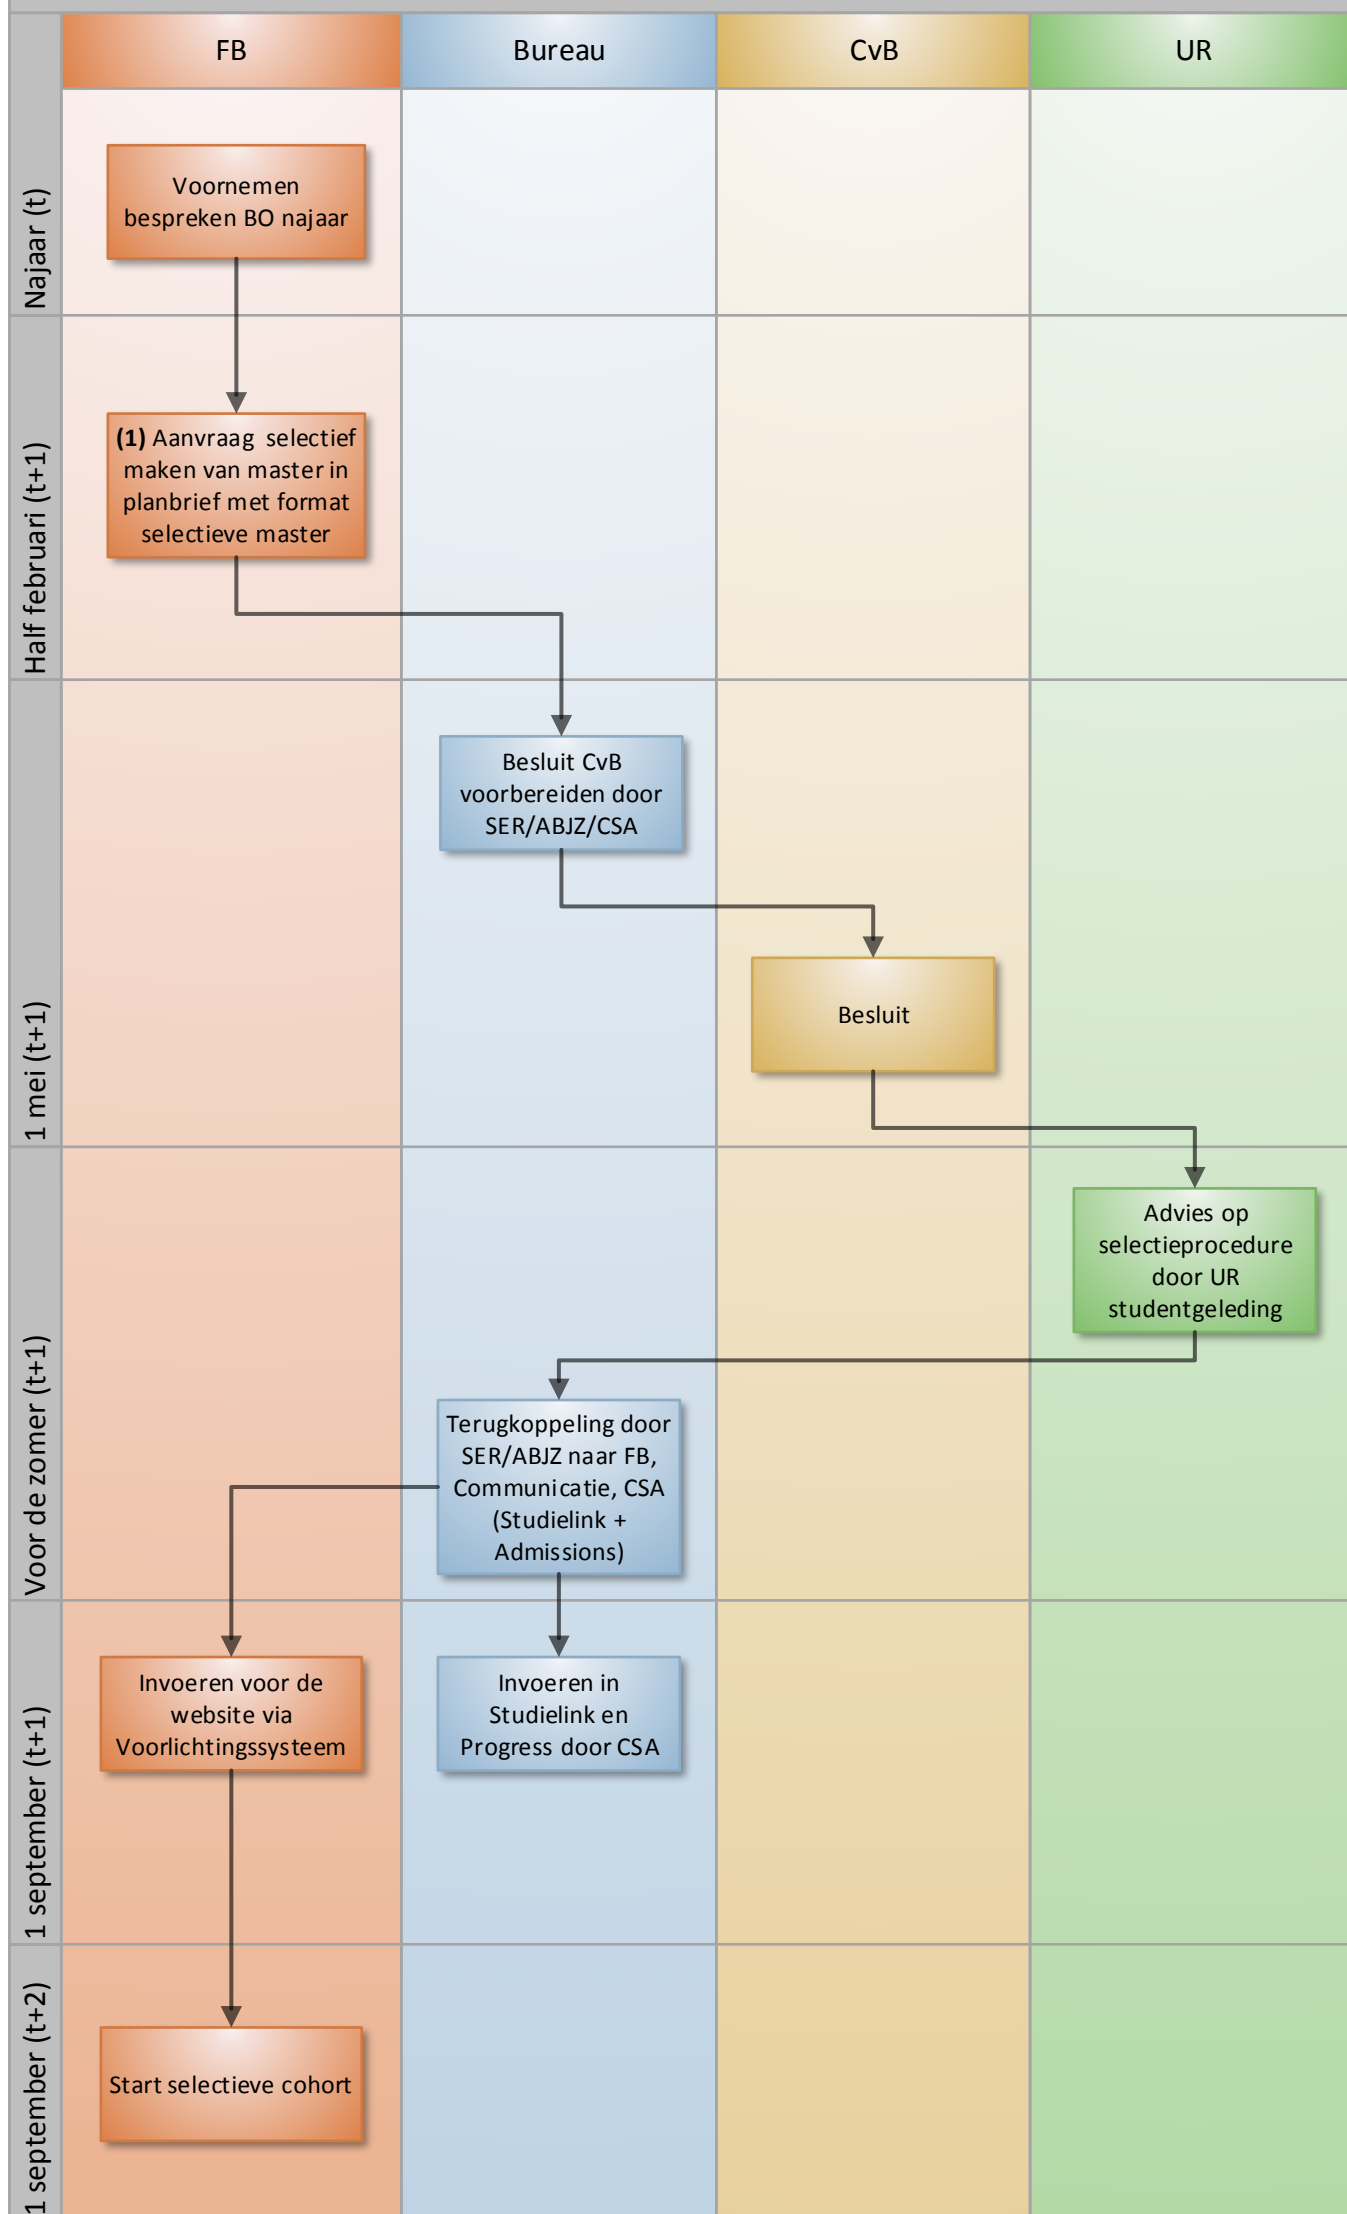 FB
Bureau
CvB
UR
Najaar (t)
Voornemen
bespreken BO najaar
Half februari (t+1)
(1) Aanvraag selectief
maken van master in
planbrief met format
selectieve master
1 mei (t+1)
Besluit CvB
voorbereiden door
SER/ABJZ/CSA
Besluit
Voor de zomer (t+1)
Advies op
selectieprocedure
door UR
studentgeleding
Terugkoppeling door
SER/ABJZ naar FB,
Communicatie, CSA
(Studielink +
Admissions)
1 september (t+1)
Invoeren voor de
website via
Voorlichtingssysteem
Invoeren in
Studielink en
Progress door CSA
1 september (t+2)
Start selectieve cohort